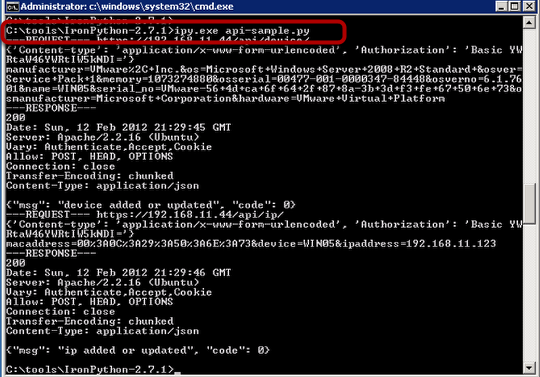 Administrator: c:\windows\system32\cmd.exe
C:\tools\IronPython-2.7.1>
C:\tools\IronPython-2.7.1>ipy.exe api-sample.py
---REQUEST--- https://192.168.11.44/api/device/
{'Content-type': 'application/x-www-form-urlencoded', 'Authorization': 'Basic YW
RtaW46YWRtIW5kNDI='}
manufacturer=VMware%2C+Inc.&os=Microsoft+Windows+Server+2008+R2+Standard+&osver=
Service+Pack+1&memory=1073274880&osserial=00477-001-0000347-84448&osverno=6.1.76
01&name=WIN05&serial_no=VMware-56+4d+ca+6f+64+2f+87+8a-3b+3d+f3+fe+67+50+6e+73&o
smanufacturer=Microsoft+Corporation&hardware=VMware+Virtual+Platform
---RESPONSE---
200
Date: Sun, 12 Feb 2012 21:29:45 GMT
Server: Apache/2.2.16 (Ubuntu)
Vary: Authenticate,Accept,Cookie
Allow: POST, HEAD, OPTIONS
Connection: close
Transfer-Encoding: chunked
Content-Type: application/json
{"msg": "device added or updated", "code": 0}
---REQUEST--- https://192.168.11.44/api/ip/
{'Content-type': 'application/x-www-form-urlencoded', 'Authorization': 'Basic YW
RtaW46YWRtIW5kNDI='}
macaddress=00%3A0C%3A29%3A50%3A6E%3A73&device=WIN05&ipaddress=192.168.11.123
---RESPONSE---
200
Date: Sun, 12 Feb 2012 21:29:46 GMT
Server: Apache/2.2.16 (Ubuntu)
Vary: Authenticate,Accept,Cookie
Allow: POST, HEAD, OPTIONS
Connection: close
Transfer-Encoding: chunked
Content-Type: application/json
{"msg": "ip added or updated", "code": 0}
C:\tools\IronPython-2.7.1>